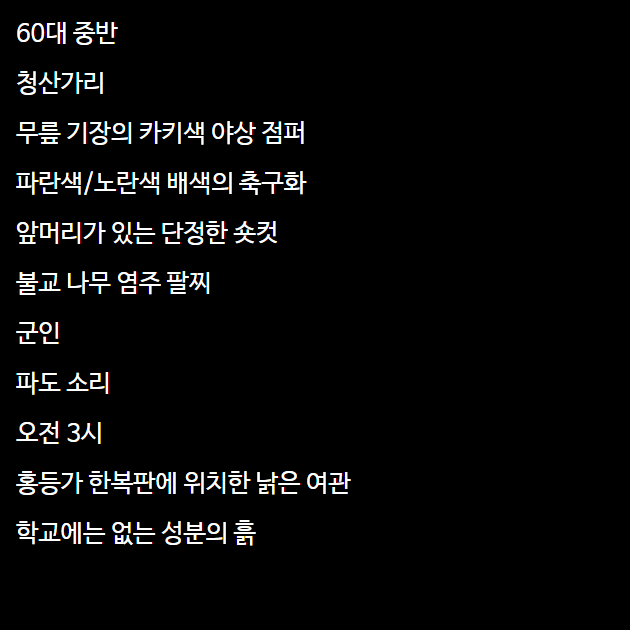 60대 중반
청산가리
무릎 기장의 카키색 야상 점퍼
파란색/노란색 배색의 축구화
앞머리가 있는 단정한 숏컷
불교 나무 염주 팔찌
군인
파도 소리
오전 3시
홍등가 한복판에 위치한 낡은 여관
학교에는 없는 성분의 흙